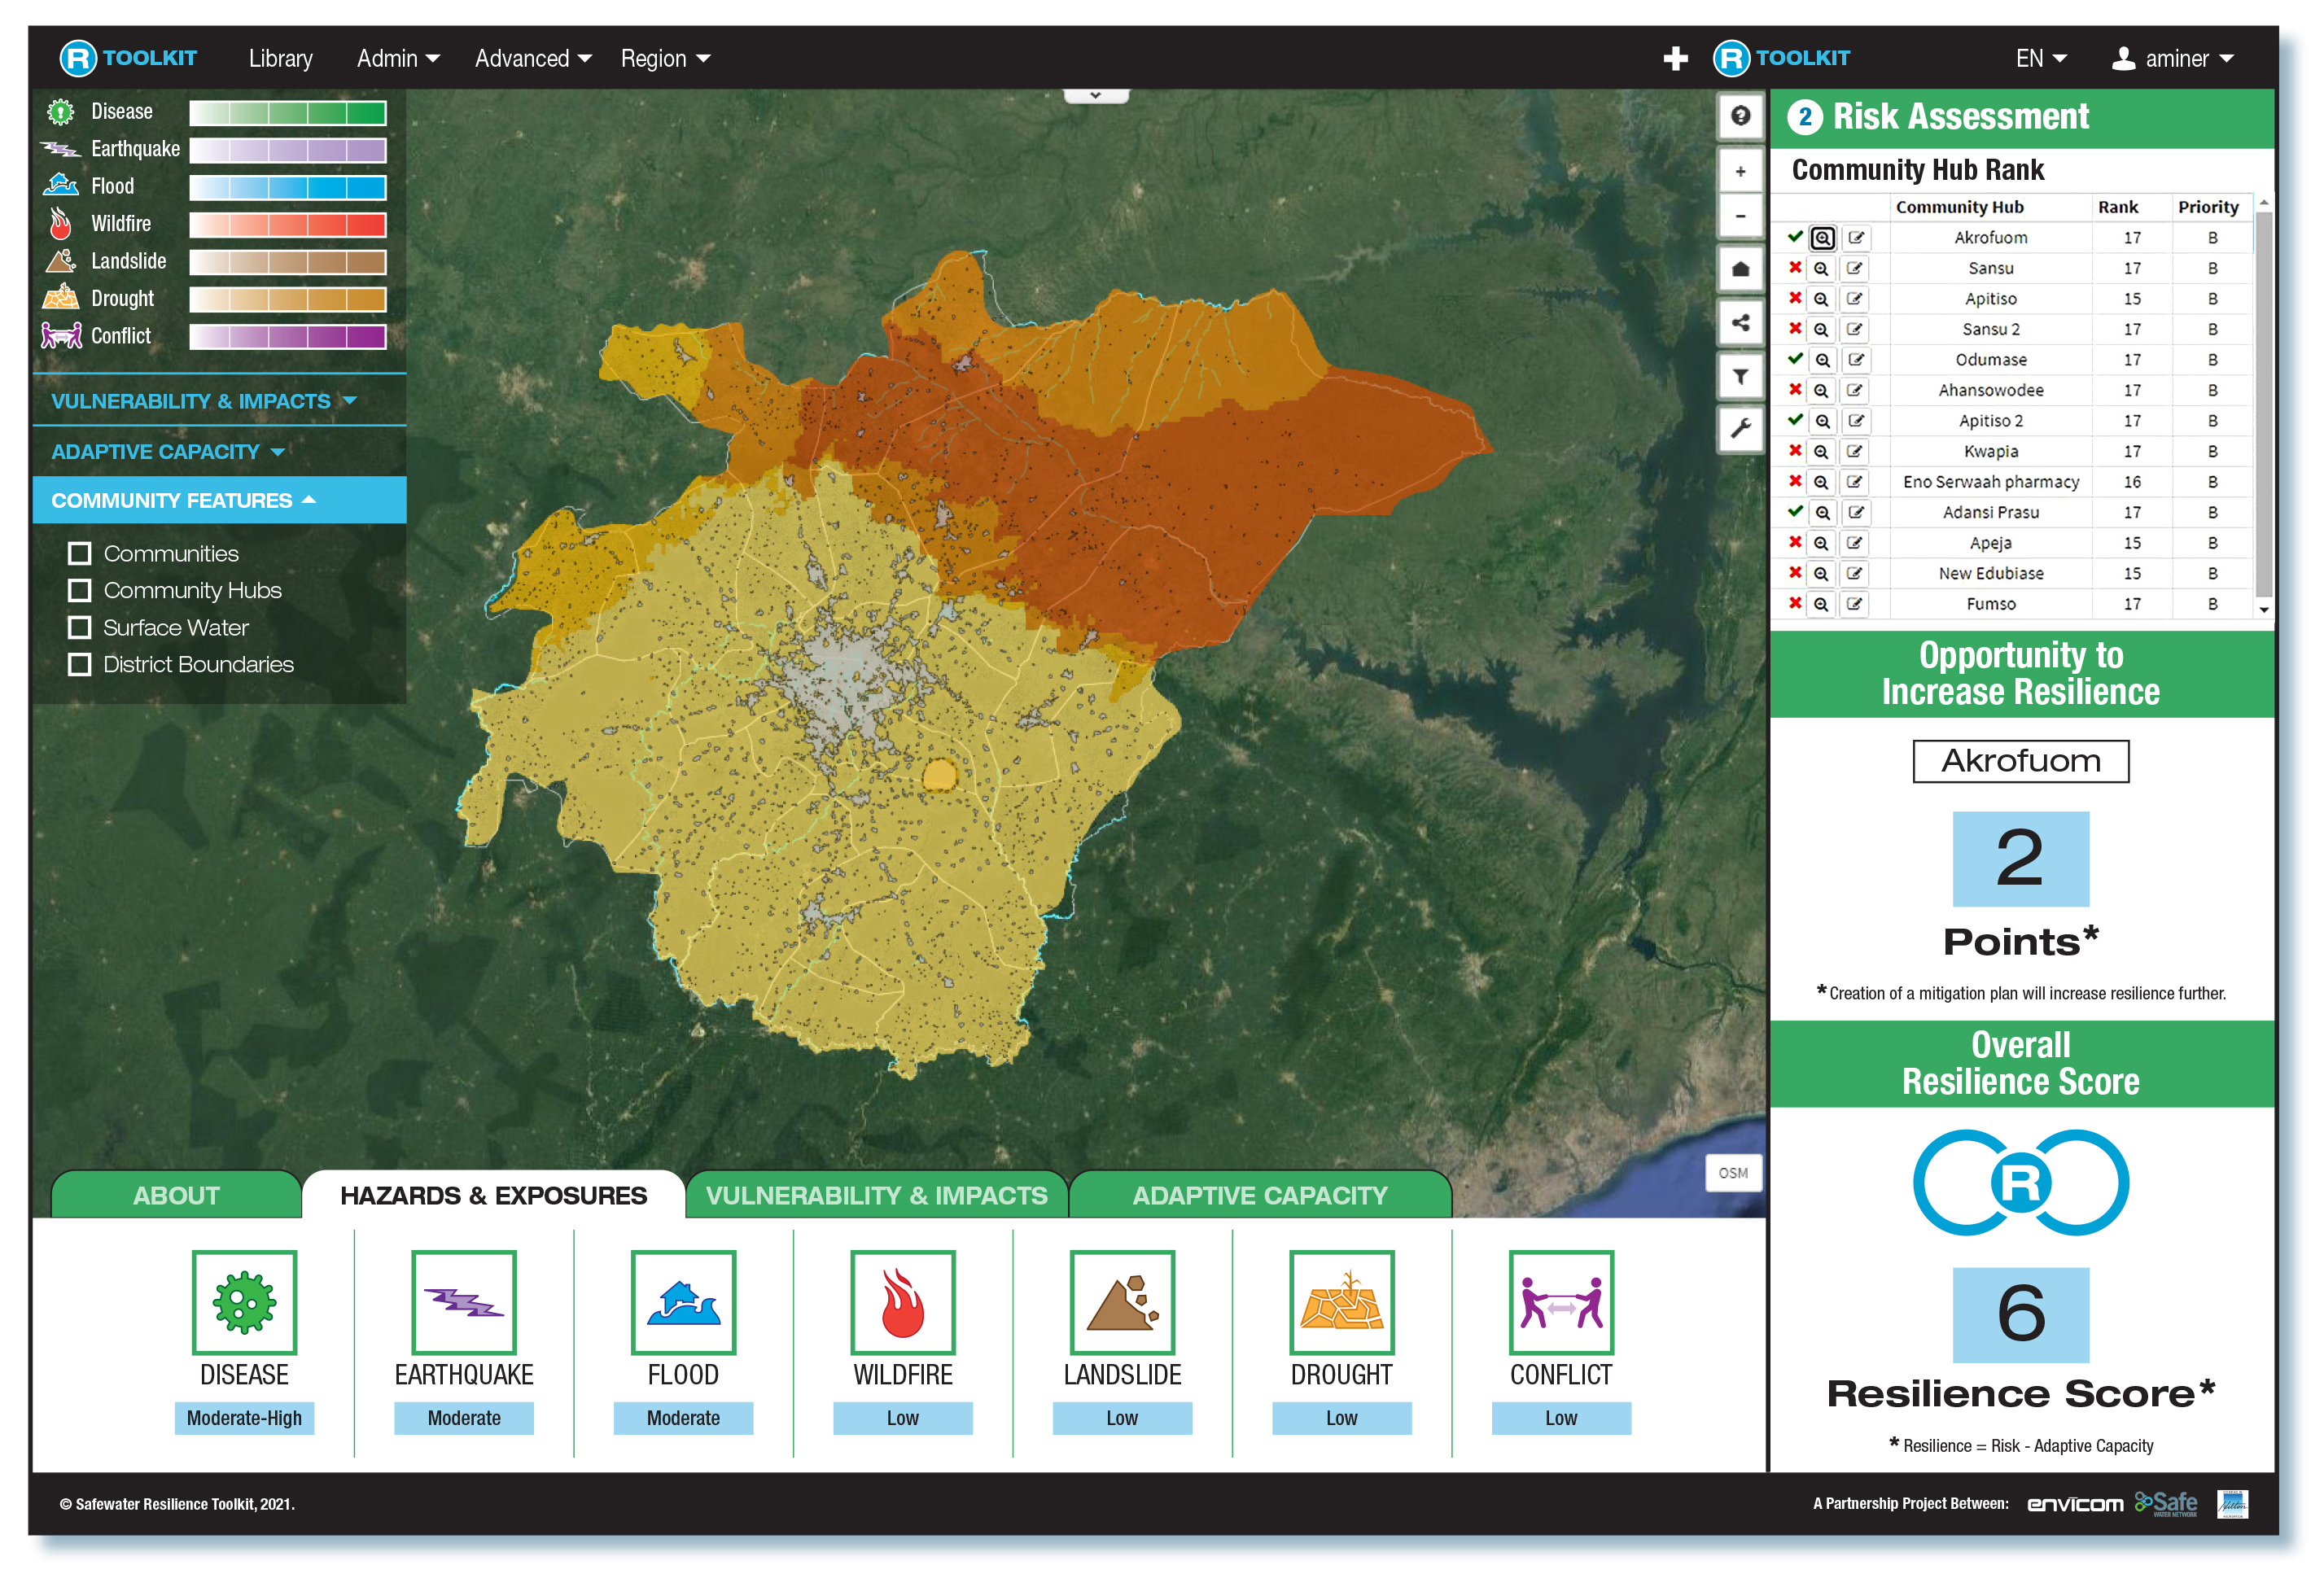 R TOOLKIT Library Admin Advanced Region R TOOLKIT EN aminer
Disease
Earthquake
Flood
Wildfire
Landslide
Drought
Conflict
VULNERABILITY & IMPACTS
ADAPTIVE CAPACITY
COMMUNITY FEATURES
Communities
Community Hubs
Surface Water
District Boundaries
OSM
2 Risk Assessment
Community Hub Rank
Community Hub Rank Priority
Akrofuom 17 B
Sansu 17 B
Apitiso 15 B
Sansu 2 17 B
Odumase 17 B
Ahansowodee 17 B
Apitiso 2 17 B
Kwapia 17 B
Eno Serwaah pharmacy 16 B
Adansi Prasu 17 B
Apeja 15 B
New Edubiase 15 B
Fumso 17 B
Opportunity to
Increase Resilience
Akrofuom
2
Points*
*Creation of a mitigation plan will increase resilience further.
Overall
Resilience Score
R
6
Resilience Score*
* Resilience = Risk - Adaptive Capacity
ABOUT HAZARDS & EXPOSURES VULNERABILITY & IMPACTS ADAPTIVE CAPACITY
DISEASE EARTHQUAKE FLOOD WILDFIRE LANDSLIDE DROUGHT CONFLICT
Moderate-High Moderate Moderate Low Low Low Low
© Safewater Resilience Toolkit, 2021.
A Partnership Project Between: envicom Safe WATER NETWORK Hilton